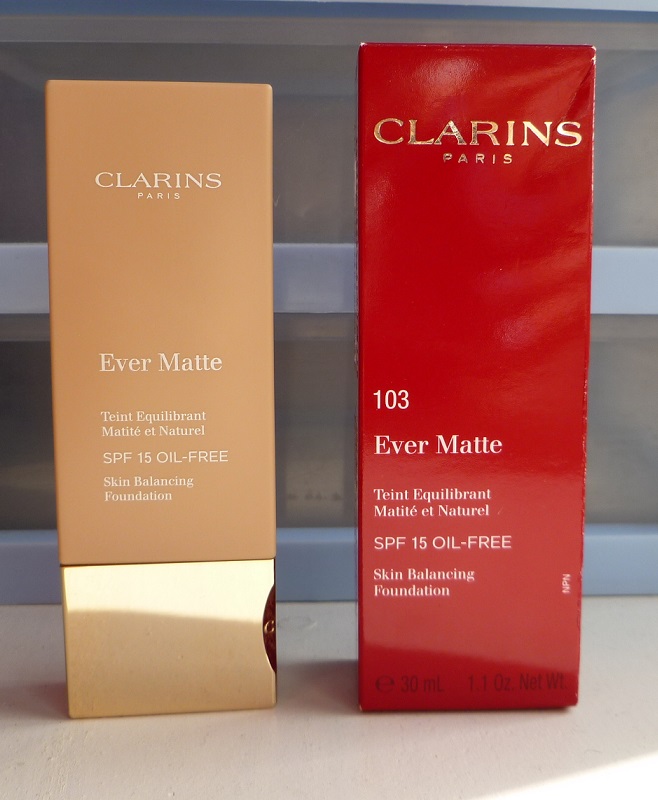 CLARINS
PARIS
Ever Matte
Teint Equilibrant
Matité et Naturel
SPF 15 OIL-FREE
Skin Balancing
Foundation
CLARINS
PARIS
103
Ever Matte
Teint Equilibrant
Matité et Naturel
SPF 15 OIL-FREE
Skin Balancing
Foundation
NdN
℮ 30 mL 1.1 Oz. Net Wt.